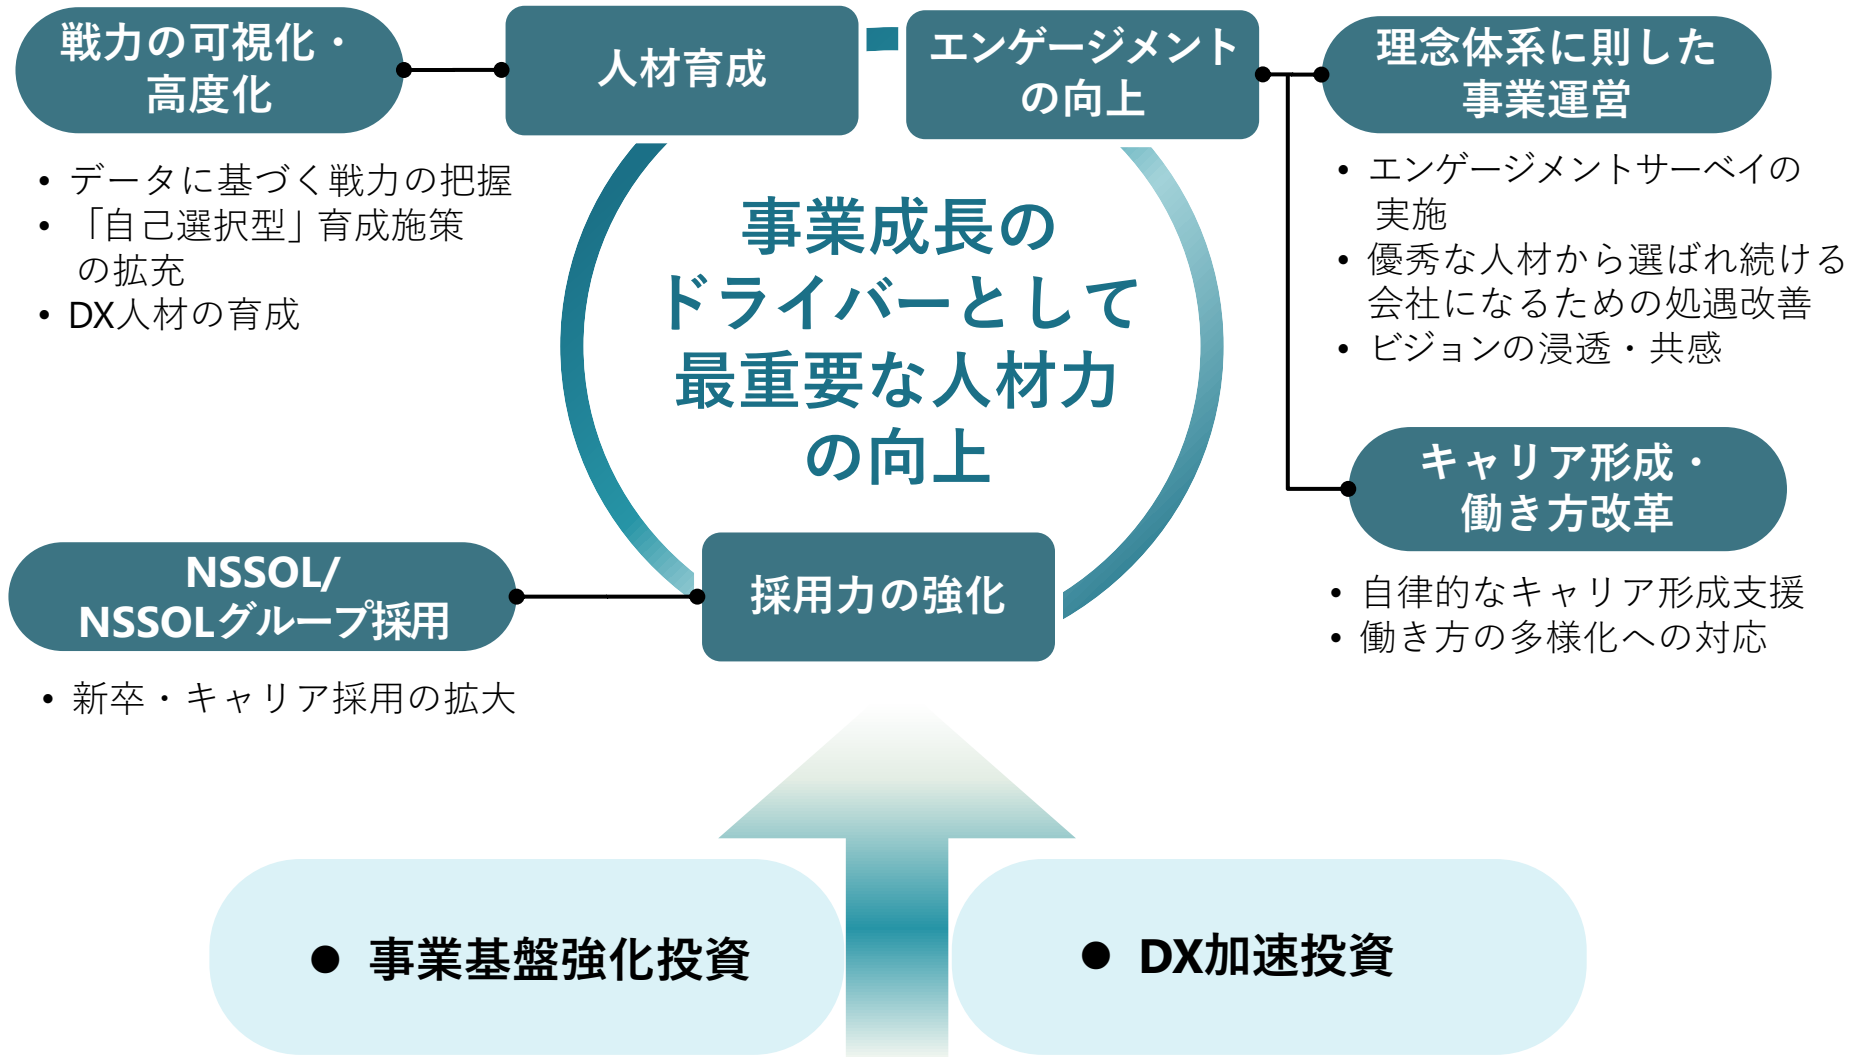 戦力の可視化・
高度化
人材育成
エンゲージメント
の向上
理念体系に則した
事業運営
• データに基づく戦力の把握
• 「自己選択型」育成施策
の拡充
• DX人材の育成
事業成長の
ドライバーとして
最重要な人材力
の向上
• エンゲージメントサーベイの
実施
• 優秀な人材から選ばれ続ける
会社になるための処遇改善
• ビジョンの浸透・共感
キャリア形成・
働き方改革
• 自律的なキャリア形成支援
• 働き方の多様化への対応
NSSOL/
NSSOLグループ採用
採用力の強化
• 新卒・キャリア採用の拡大
● 事業基盤強化投資
● DX加速投資